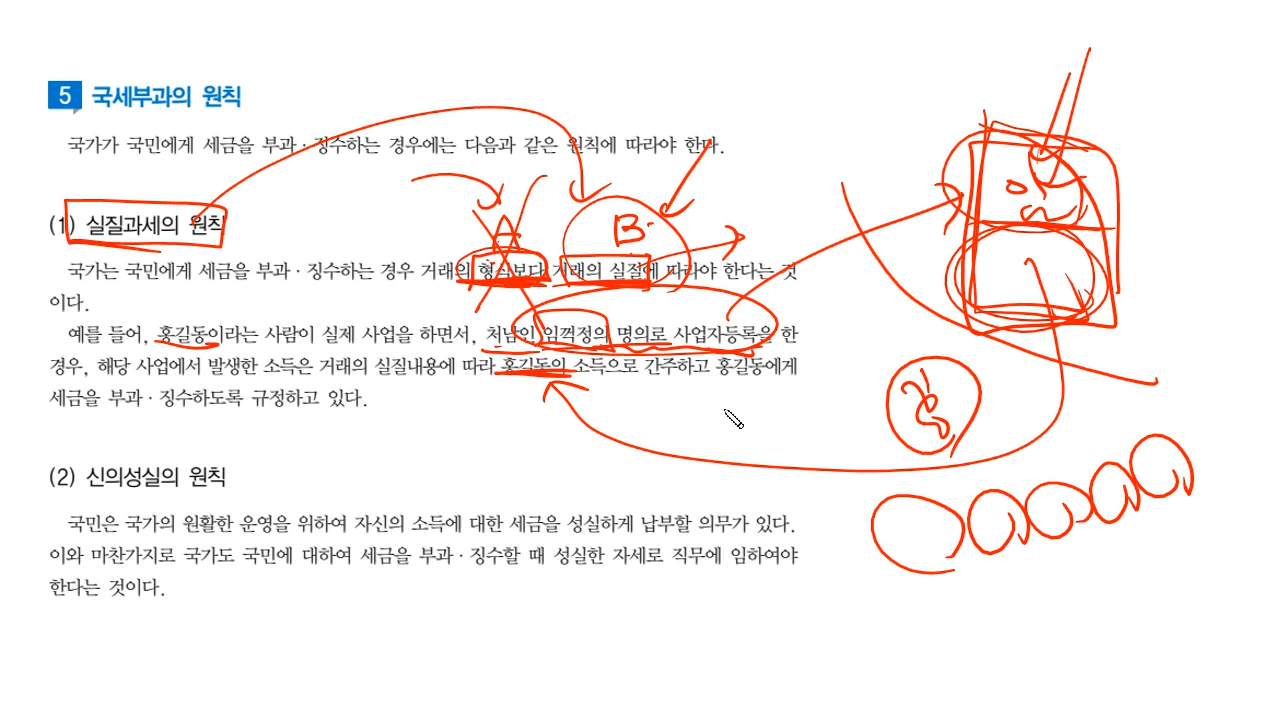 5 국세부과의 원칙
국가가 국민에게 세금을 부과·징수하는 경우에는 다음과 같은 원칙에 따라야 한다.
(1) 실질과세의 원칙
A B
국가는 국민에게 세금을 부과·징수하는 경우 거래의 형식보다 거래의 실질에 따라야 한다는 것
이다.
예를 들어, 홍길동이라는 사람이 실제 사업을 하면서, 처남인 임꺽정의 명의로 사업자등록을 한
경우, 해당 사업에서 발생한 소득은 거래의 실질내용에 따라 홍길동의 소득으로 간주하고 홍길동에게
세금을 부과·징수하도록 규정하고 있다.
(2) 신의성실의 원칙
국민은 국가의 원활한 운영을 위하여 자신의 소득에 대한 세금을 성실하게 납부할 의무가 있다.
이와 마찬가지로 국가도 국민에 대하여 세금을 부과·징수할 때 성실한 자세로 직무에 임하여야
한다는 것이다.